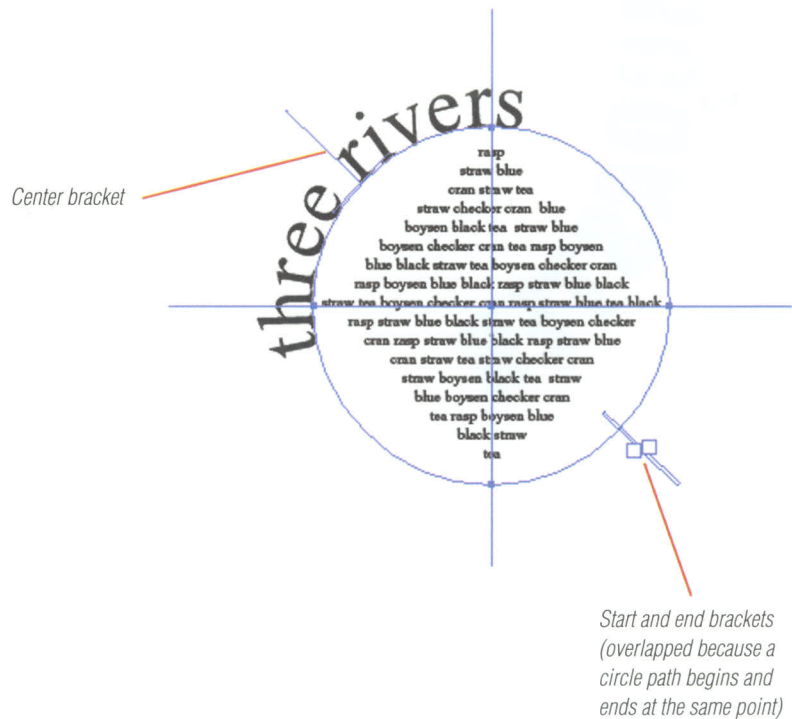 three rivers
Center bracket
rasp
straw blue
cran straw tea
straw checker cran  blue
boysen black tea  straw blue
boysen checker cran tea rasp boysen
blue black straw tea boysen checker cran
rasp boysen blue black rasp straw blue black
straw tea boysen checker cran rasp straw blue tea black
rasp straw blue black straw tea boysen checker
cran rasp straw blue black rasp straw blue
cran straw tea straw checker cran
straw boysen black tea  straw
blue boysen checker cran
tea rasp boysen blue
black straw
tea
Start and end brackets
(overlapped because a
circle path begins and
ends at the same point)